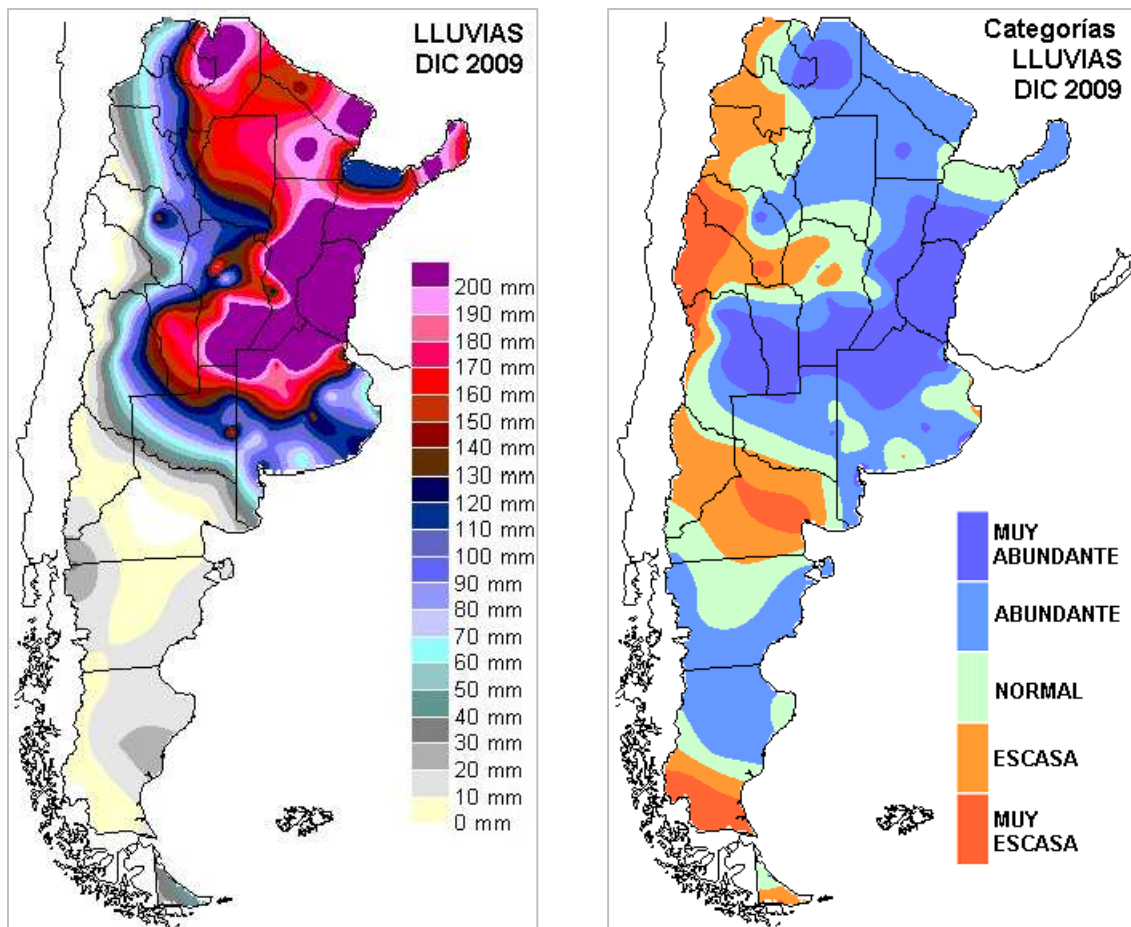 LLUVIAS
DIC 2009
200 mm
190 mm
180 mm
170 mm
160 mm
150 mm
140 mm
130 mm
120 mm
110 mm
100 mm
90 mm
80 mm
70 mm
60 mm
50 mm
40 mm
30 mm
20 mm
10 mm
0 mm
Categorías
LLUVIAS
DIC 2009
MUY
ABUNDANTE
ABUNDANTE
NORMAL
ESCASA
MUY
ESCASA